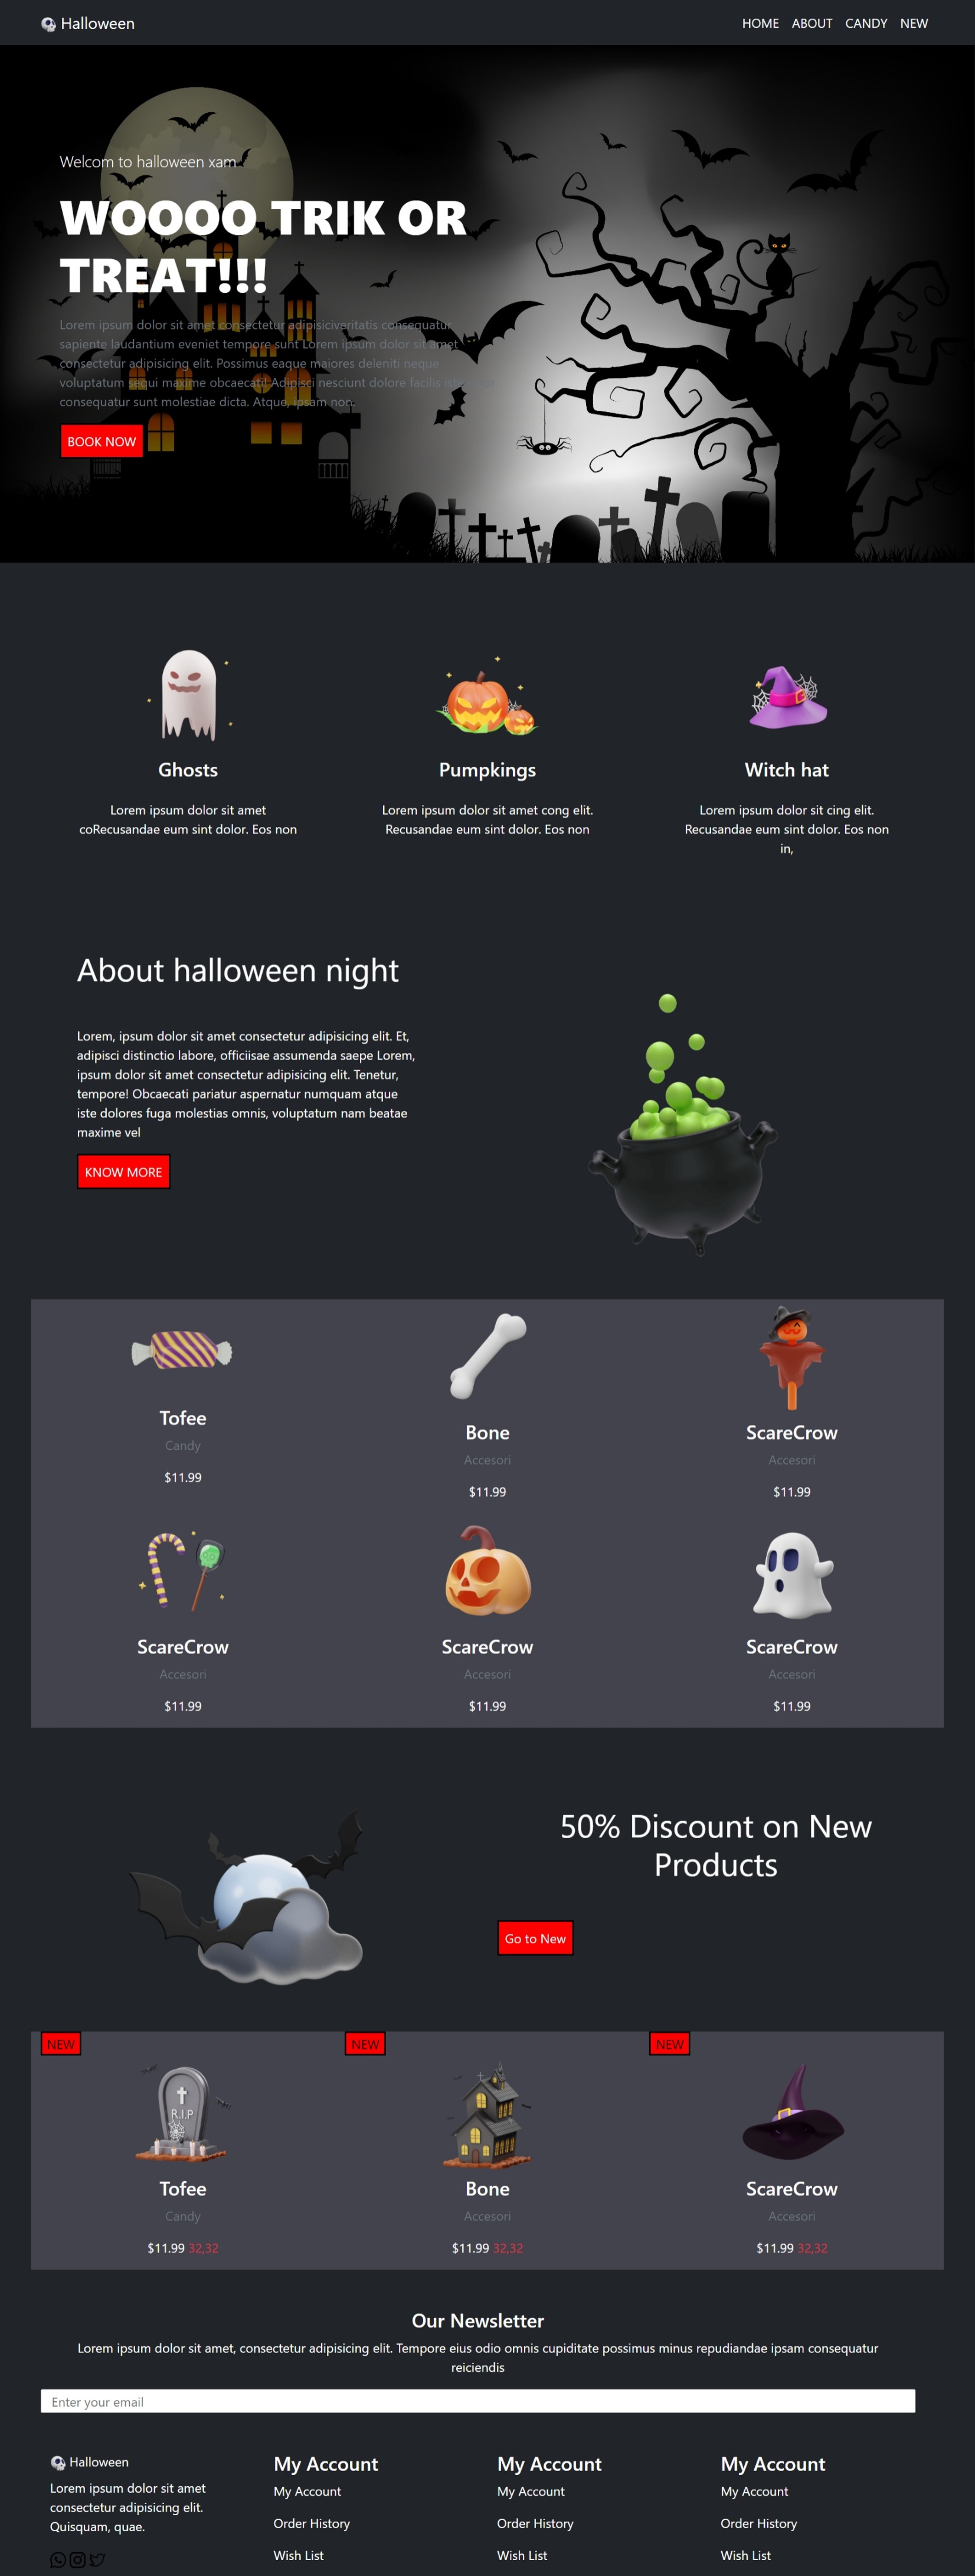 Halloween
HOME ABOUT CANDY NEW
Welcom to halloween xam
WOOOO TRIK OR
TREAT!!!
Lorem ipsum dolor sit amet consectetur adipisiciveritatis consequatur
sapiente laudantium eveniet tempore sunt Lorem ipsum dolor sit amet
consectetur adipisicing elit. Possimus eaque maiores deleniti neque
voluptatum sequi maxime obcaecati! Adipisci nesciunt dolore facilis
consequatur sunt molestiae dicta. Atque, ipsam non.
BOOK NOW
Ghosts
Lorem ipsum dolor sit amet
coRecusandae eum sint dolor. Eos non
Pumpkings
Lorem ipsum dolor sit amet cong elit.
Recusandae eum sint dolor. Eos non
Witch hat
Lorem ipsum dolor sit cing elit.
Recusandae eum sint dolor. Eos non
in,
About halloween night
Lorem, ipsum dolor sit amet consectetur adipisicing elit. Et,
adipisci distinctio labore, officiisae assumenda saepe Lorem,
ipsum dolor sit amet consectetur adipisicing elit. Tenetur,
tempore! Obcaecati pariatur aspernatur numquam atque
iste dolores fuga molestias omnis, voluptatum nam beatae
maxime vel
KNOW MORE
Tofee
Candy
$11.99
Bone
Accesori
$11.99
ScareCrow
Accesori
$11.99
ScareCrow
Accesori
$11.99
ScareCrow
Accesori
$11.99
ScareCrow
Accesori
$11.99
50% Discount on New
Products
Go to New
NEW
R.I.P
Tofee
Candy
$11.99 32,32
NEW
Bone
Accesori
$11.99 32,32
NEW
ScareCrow
Accesori
$11.99 32,32
Our Newsletter
Lorem ipsum dolor sit amet, consectetur adipisicing elit. Tempore eius odio omnis cupiditate possimus minus repudiandae ipsam consequatur
reiciendis
Enter your email
Halloween
Lorem ipsum dolor sit amet
consectetur adipisicing elit.
Quisquam, quae.
My Account
My Account
Order History
Wish List
My Account
My Account
Order History
Wish List
My Account
My Account
Order History
Wish List